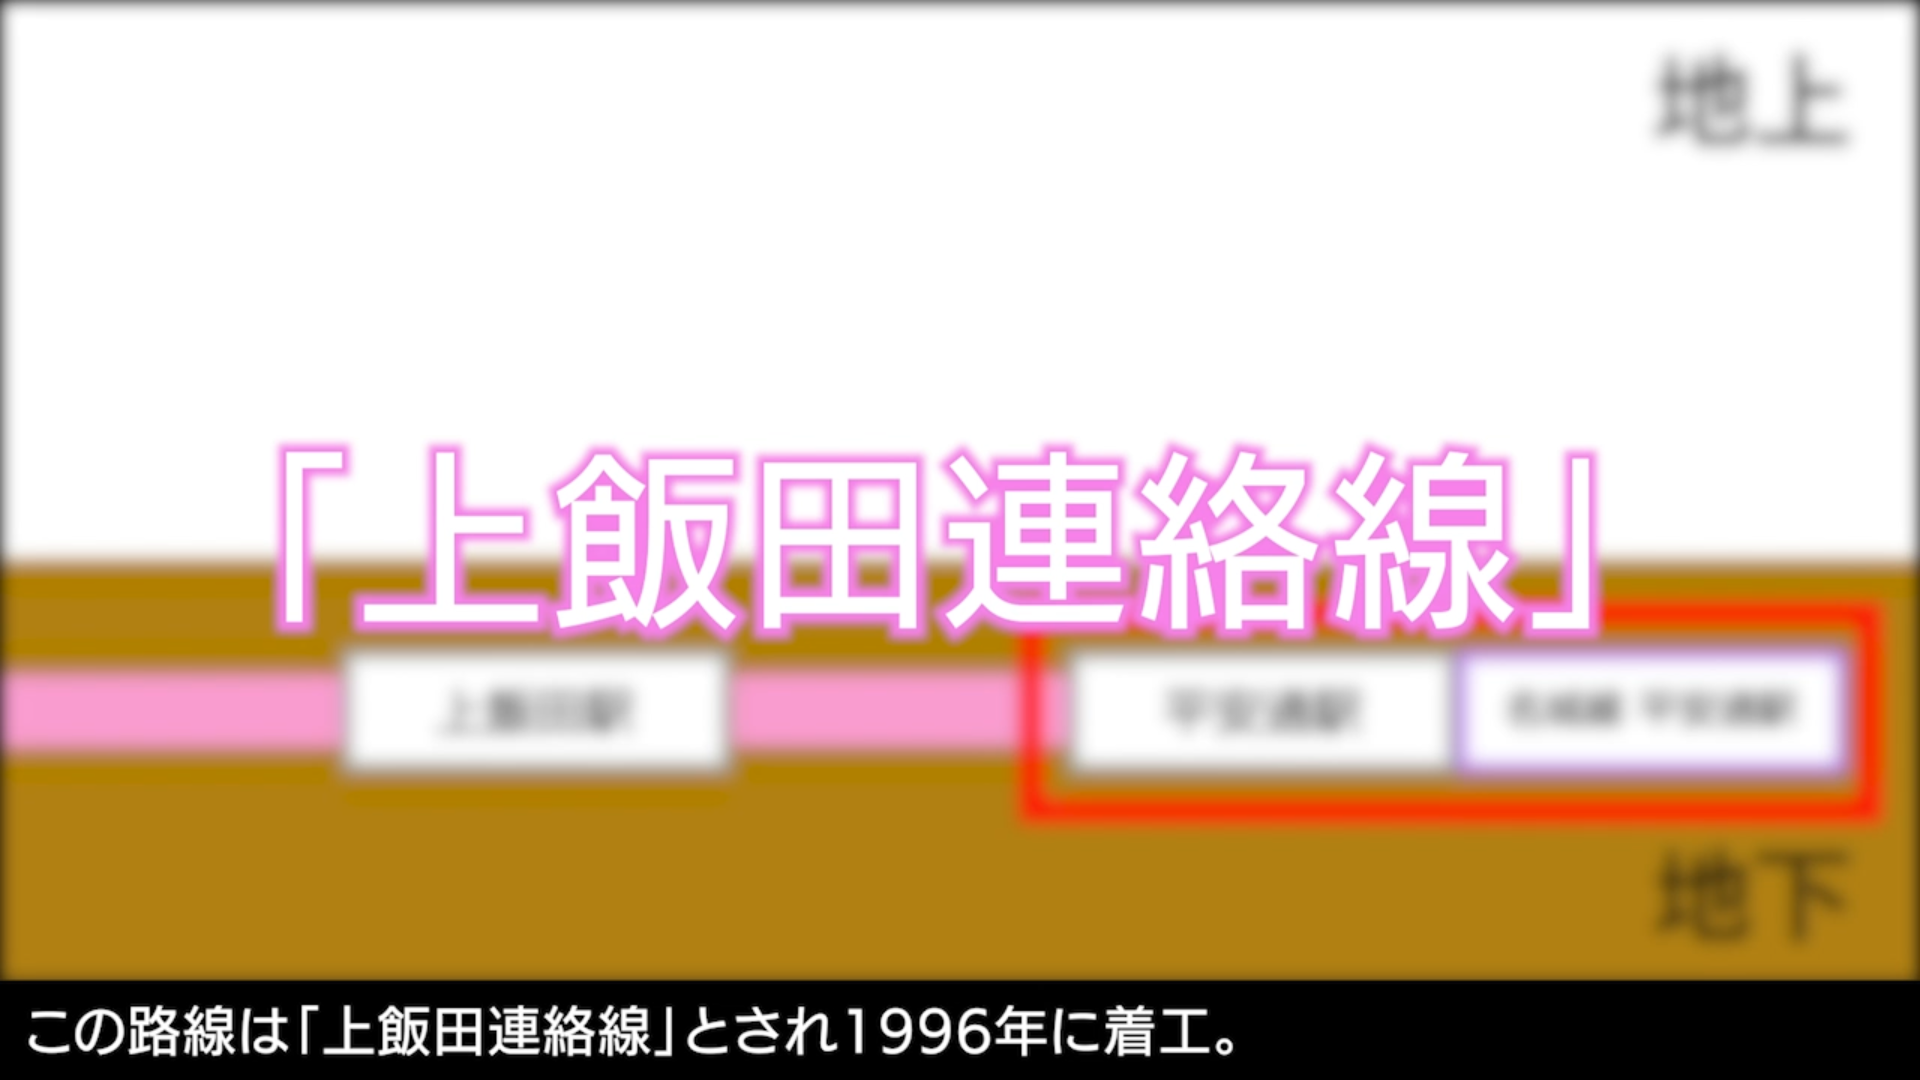 地上
「上飯田連絡線」
上飯田駅
平安通駅
名城線 平安通駅
地下
この路線は「上飯田連絡線」とされ1996年に着工。